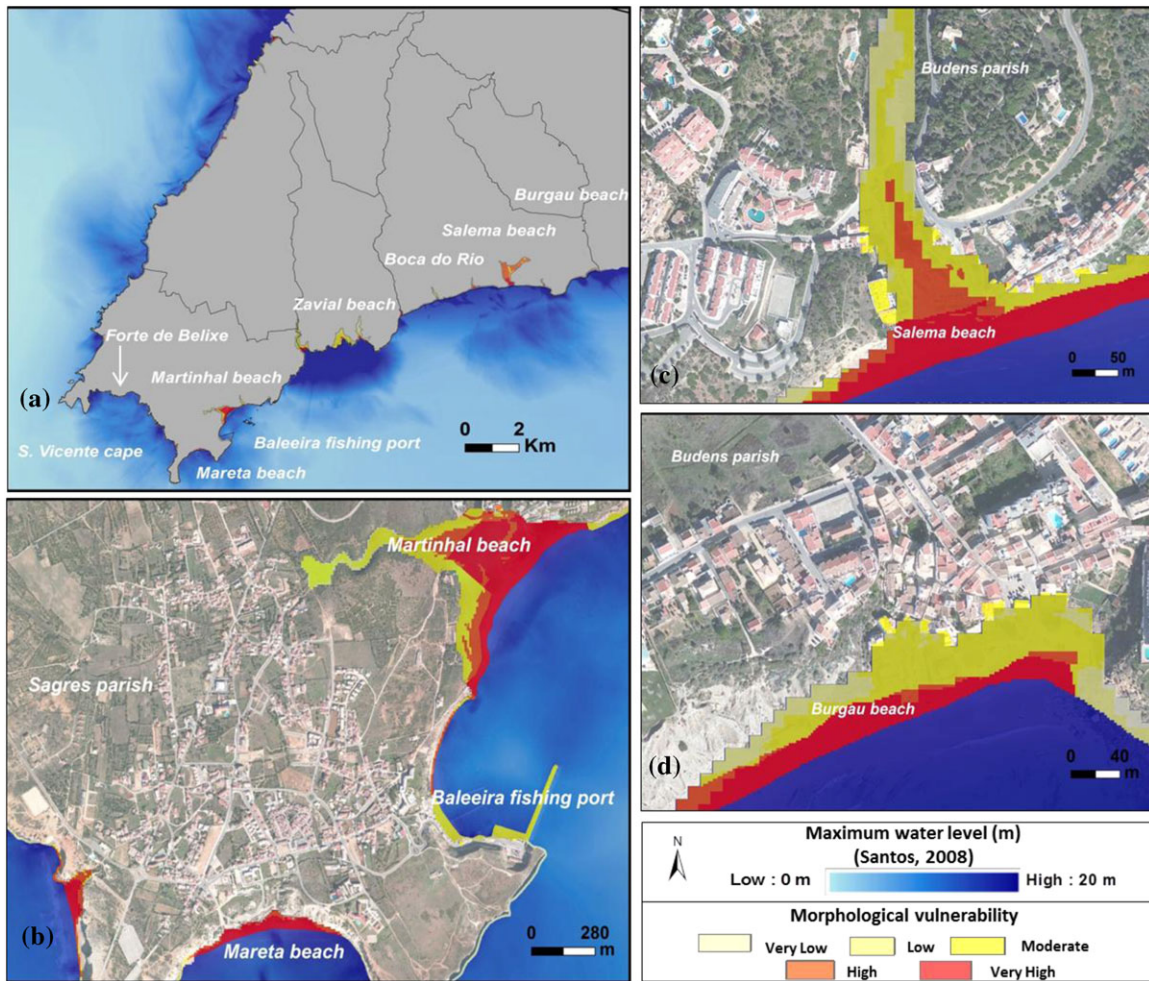 Burgau beach
Salema beach
Boca do Rio
Zavial beach
Forte de Belixe
Martinhal beach
(a)
S. Vicente cape
Baleeira fishing port
Mareta beach
0 2
Km
Martinhal beach
Sagres parish
Baleeira fishing port
(b)
Mareta beach
0 280
m
Budens parish
Salema beach
(c)
0 50
m
Budens parish
Burgau beach
(d)
0 40
m
N
Maximum water level (m)
(Santos, 2008)
Low : 0 m High : 20 m
Morphological vulnerability
Very Low Low Moderate
High Very High